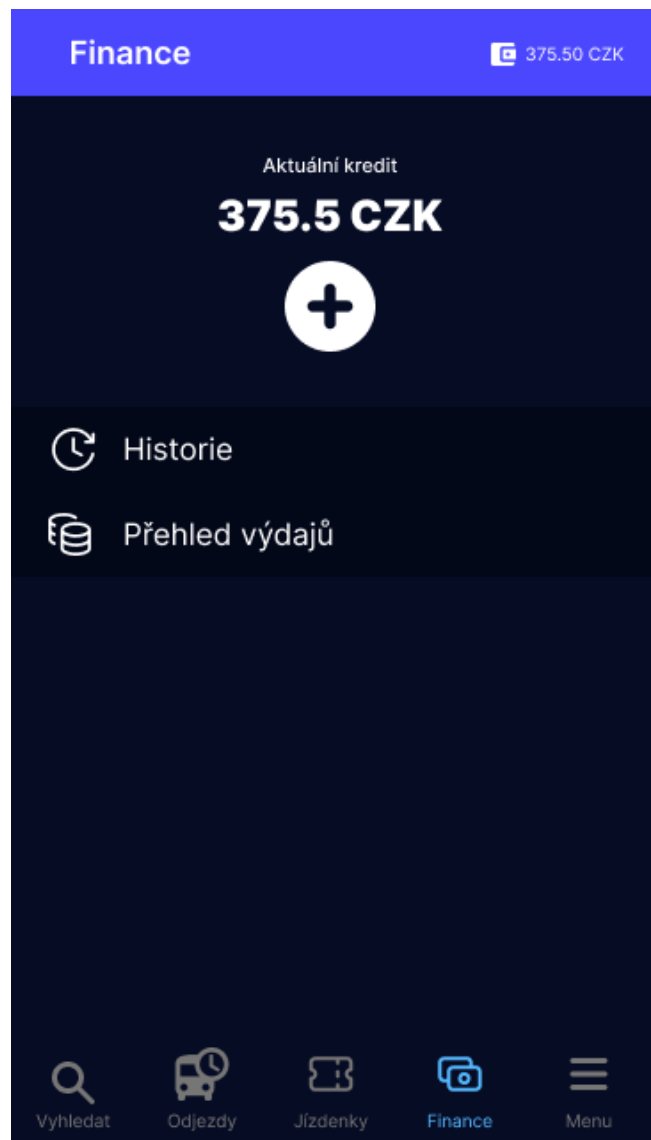 Finance
375.50 CZK
Aktuální kredit
375.5 CZK
Historie
Přehled výdajů
Vyhledat
Odjezdy
Jízdenky
Finance
Menu